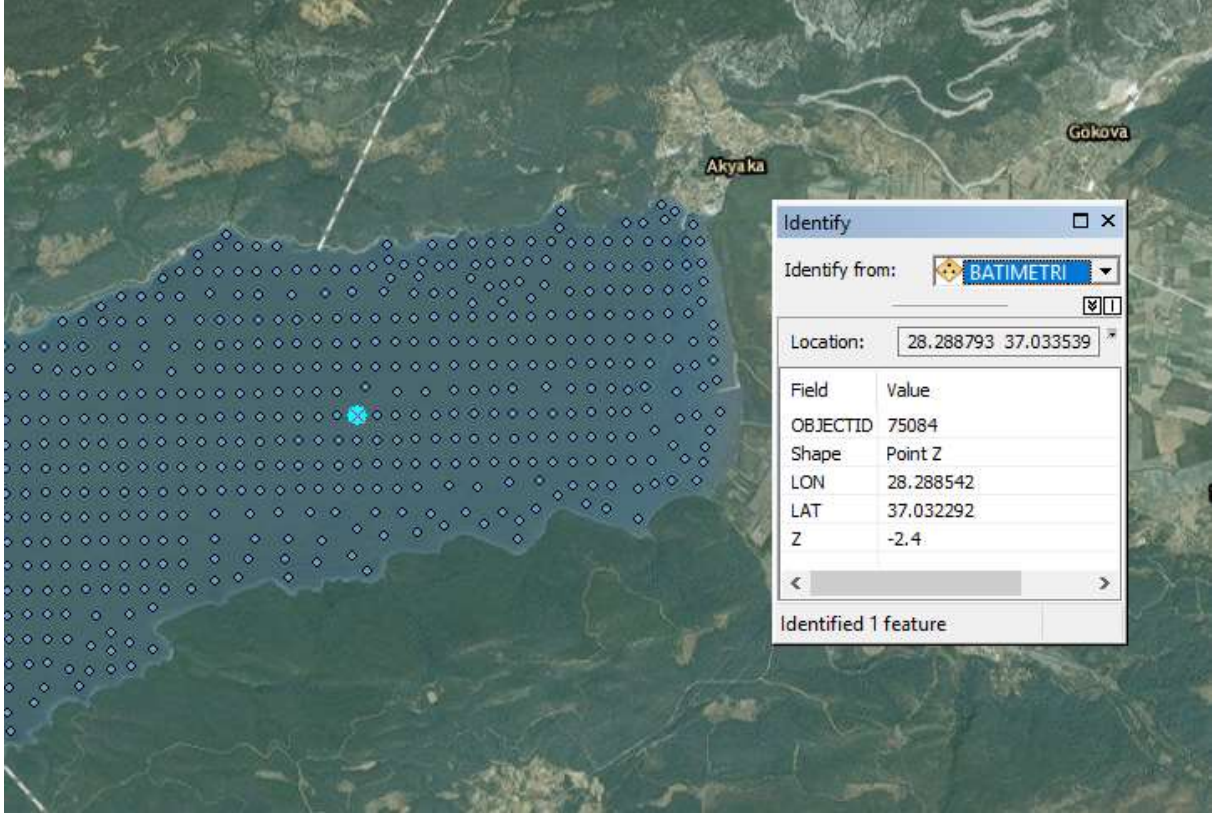 Gökova
Akyaka
Identify
Identify from: BATIMETRI
Location: 28.288793 37.033539
Field Value
OBJECTID 75084
Shape Point Z
LON 28.288542
LAT 37.032292
Z -2.4
Identified 1 feature